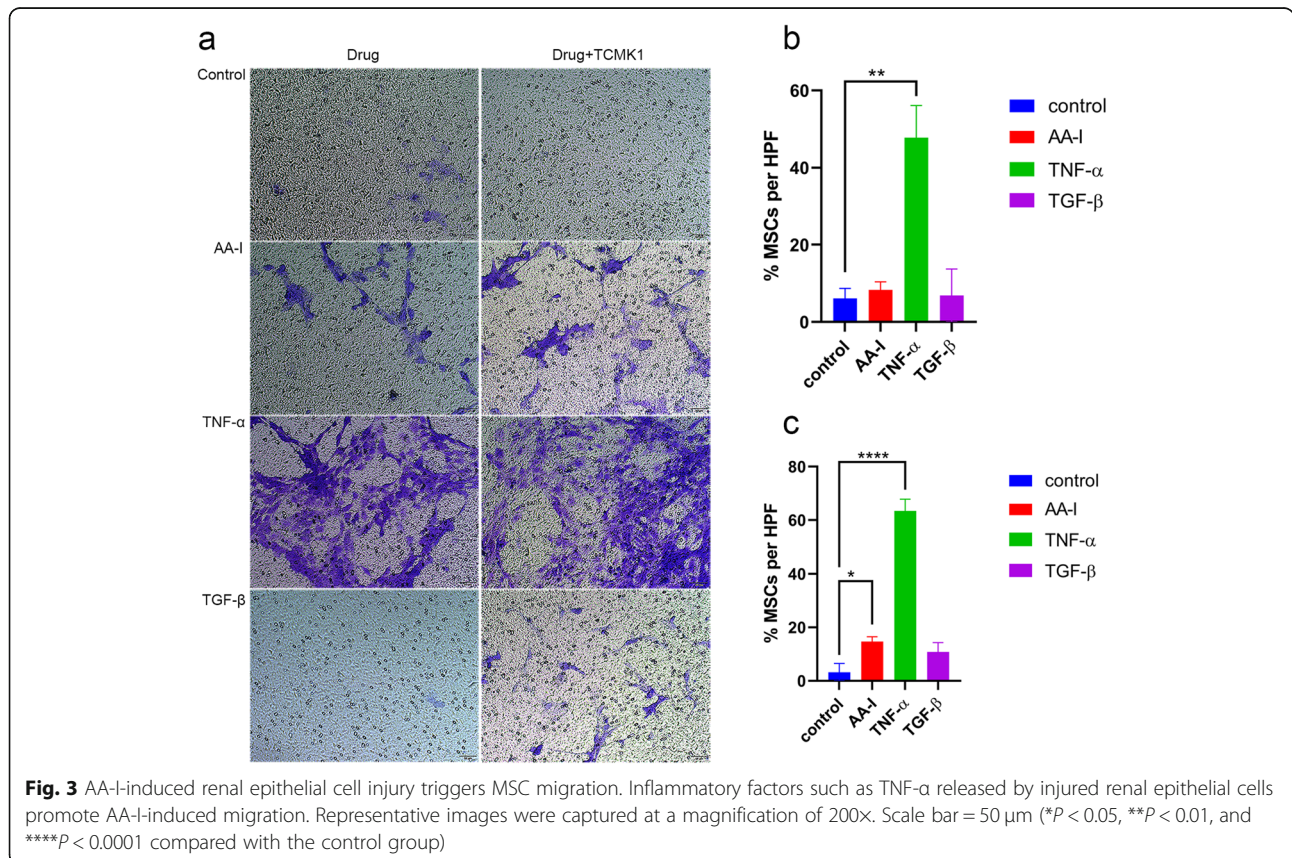 a
Drug
Drug+TCMK1
Control
AA-I
TNF-α
TGF-β
b
% MSCs per HPF
60
40
20
0
**
control
AA-I
TNF-α
TGF-β
control
AA-I
TNF-α
TGF-β
c
% MSCs per HPF
80
60
40
20
0
****
*
control
AA-I
TNF-α
TGF-β
control
AA-I
TNF-α
TGF-β
Fig. 3 AA-I-induced renal epithelial cell injury triggers MSC migration. Inflammatory factors such as TNF-α released by injured renal epithelial cells
promote AA-I-induced migration. Representative images were captured at a magnification of 200×. Scale bar = 50 μm (*P < 0.05, **P < 0.01, and
****P < 0.0001 compared with the control group)